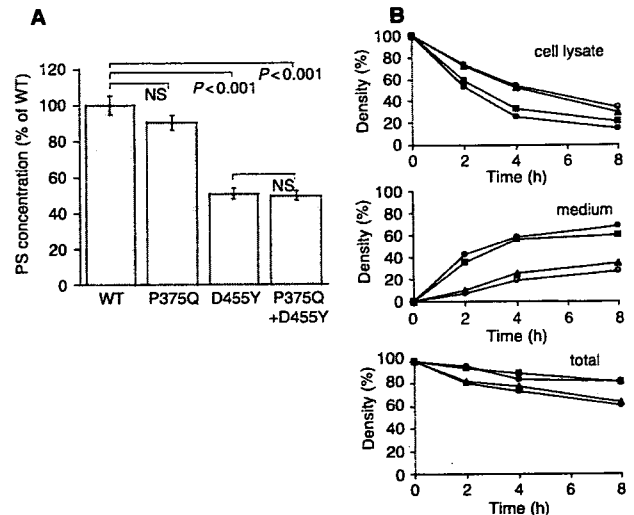 A
PS concentration (% of WT)
120
100
80
60
40
20
0
NS
P<0.001
P<0.001
NS
WT
P375Q
D455Y
P375Q
+D455Y
B
cell lysate
Density (%)
100
80
60
40
20
0
0
2
4
6
8
Time (h)
medium
Density (%)
100
80
60
40
20
0
0
2
4
6
8
Time (h)
total
Density (%)
100
80
60
40
20
0
0
2
4
6
8
Time (h)